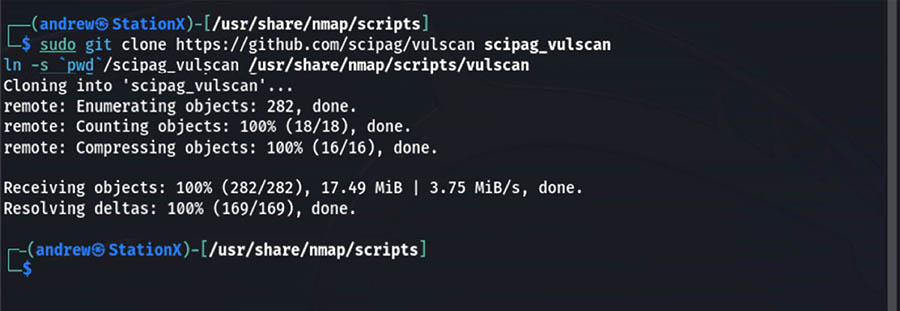 ┌──(andrew㉿StationX)-[/usr/share/nmap/scripts]
└─$ sudo git clone https://github.com/scipag/vulscan scipag_vulscan
ln -s `pwd`/scipag_vulscan /usr/share/nmap/scripts/vulscan
Cloning into 'scipag_vulscan'...
remote: Enumerating objects: 282, done.
remote: Counting objects: 100% (18/18), done.
remote: Compressing objects: 100% (16/16), done.
Receiving objects: 100% (282/282), 17.49 MiB | 3.75 MiB/s, done.
Resolving deltas: 100% (169/169), done.
┌──(andrew㉿StationX)-[/usr/share/nmap/scripts]
└─$